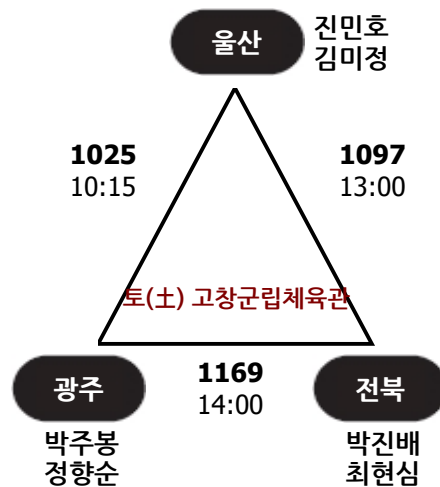 울산
진민호
김미정
1025
10:15
1097
13:00
토(土) 고창군립체육관
광주
1169
14:00
전북
박주봉
정향순
박진배
최현심